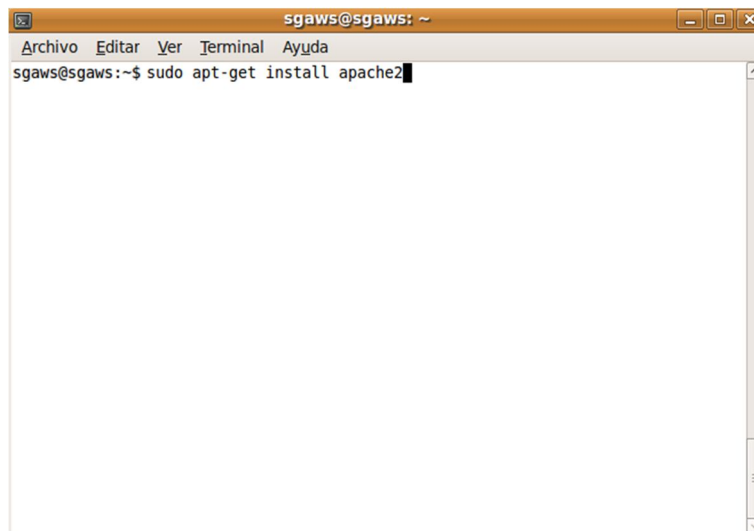 sgaws@sgaws: ~
Archivo Editar Ver Terminal Ayuda
sgaws@sgaws:~$ sudo apt-get install apache2